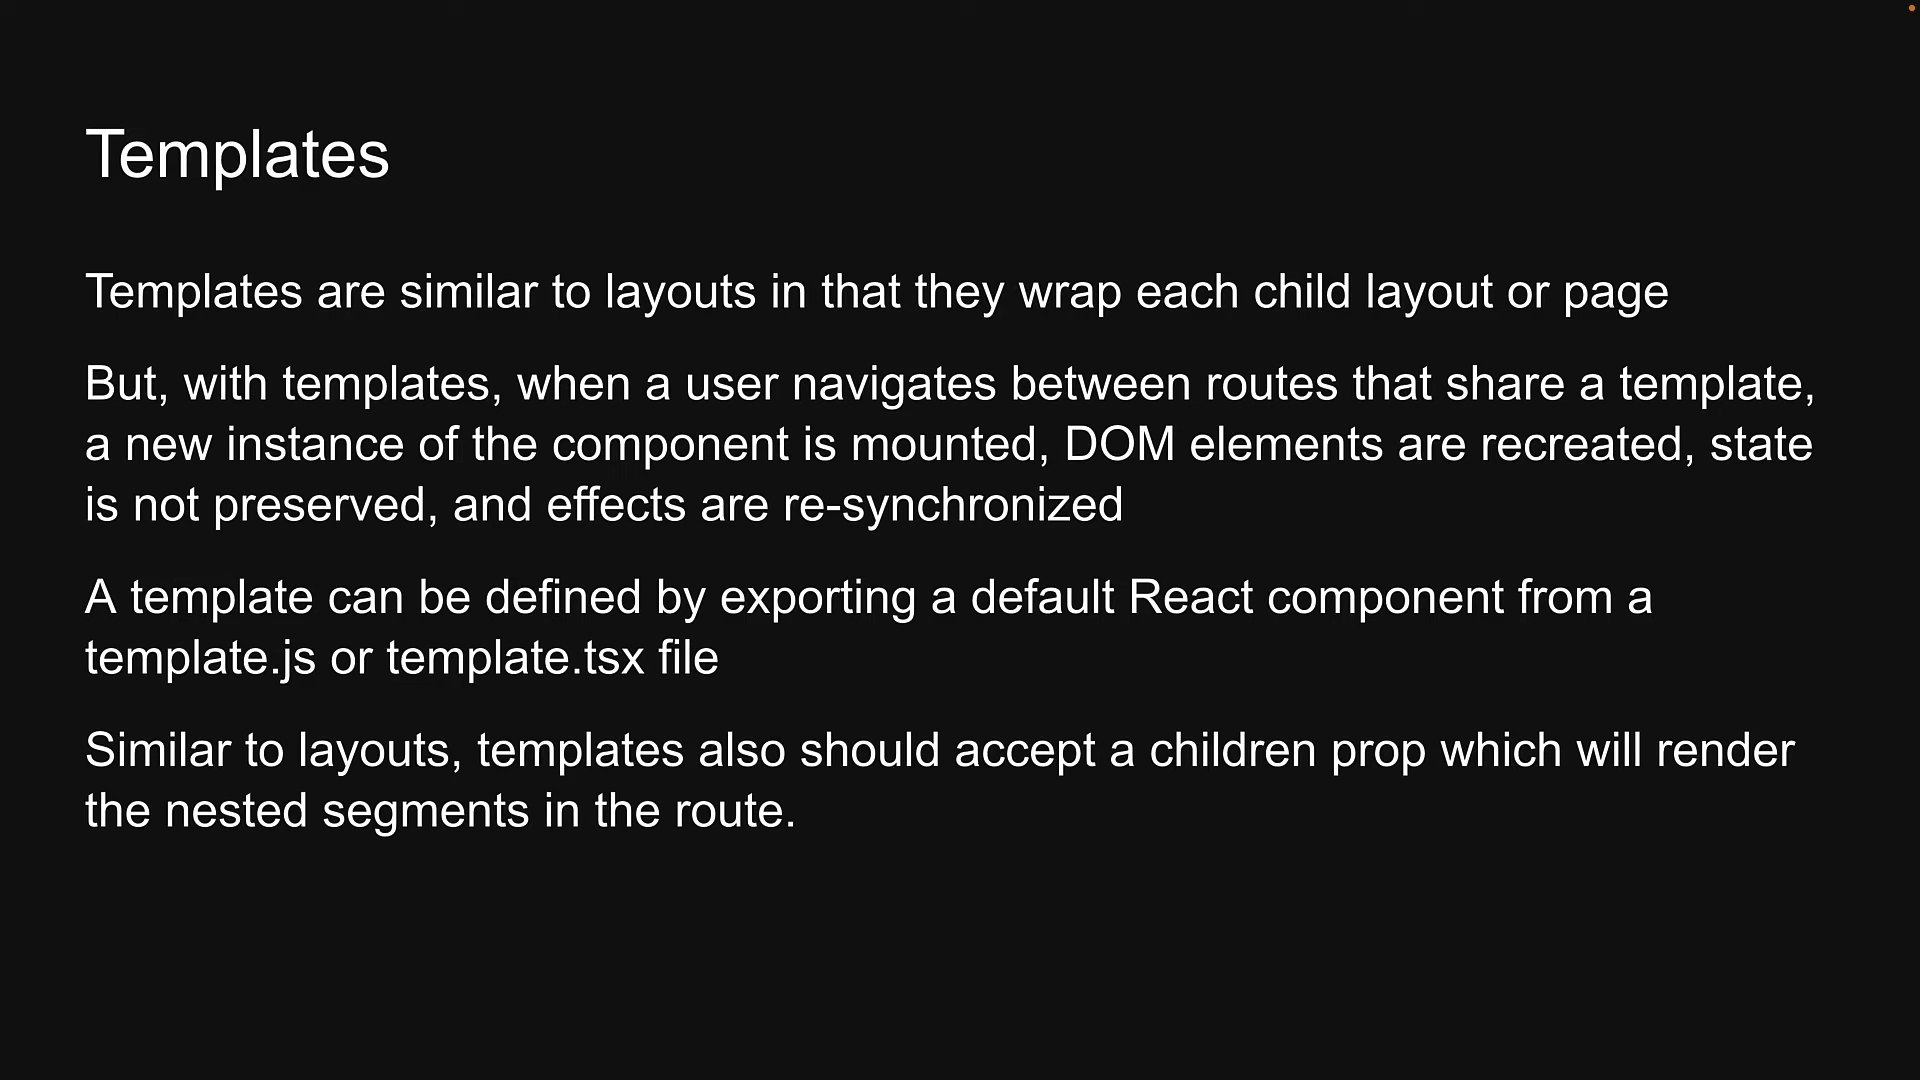 Templates
Templates are similar to layouts in that they wrap each child layout or page
But, with templates, when a user navigates between routes that share a template,
a new instance of the component is mounted, DOM elements are recreated, state
is not preserved, and effects are re-synchronized
A template can be defined by exporting a default React component from a
template.js or template.tsx file
Similar to layouts, templates also should accept a children prop which will render
the nested segments in the route.